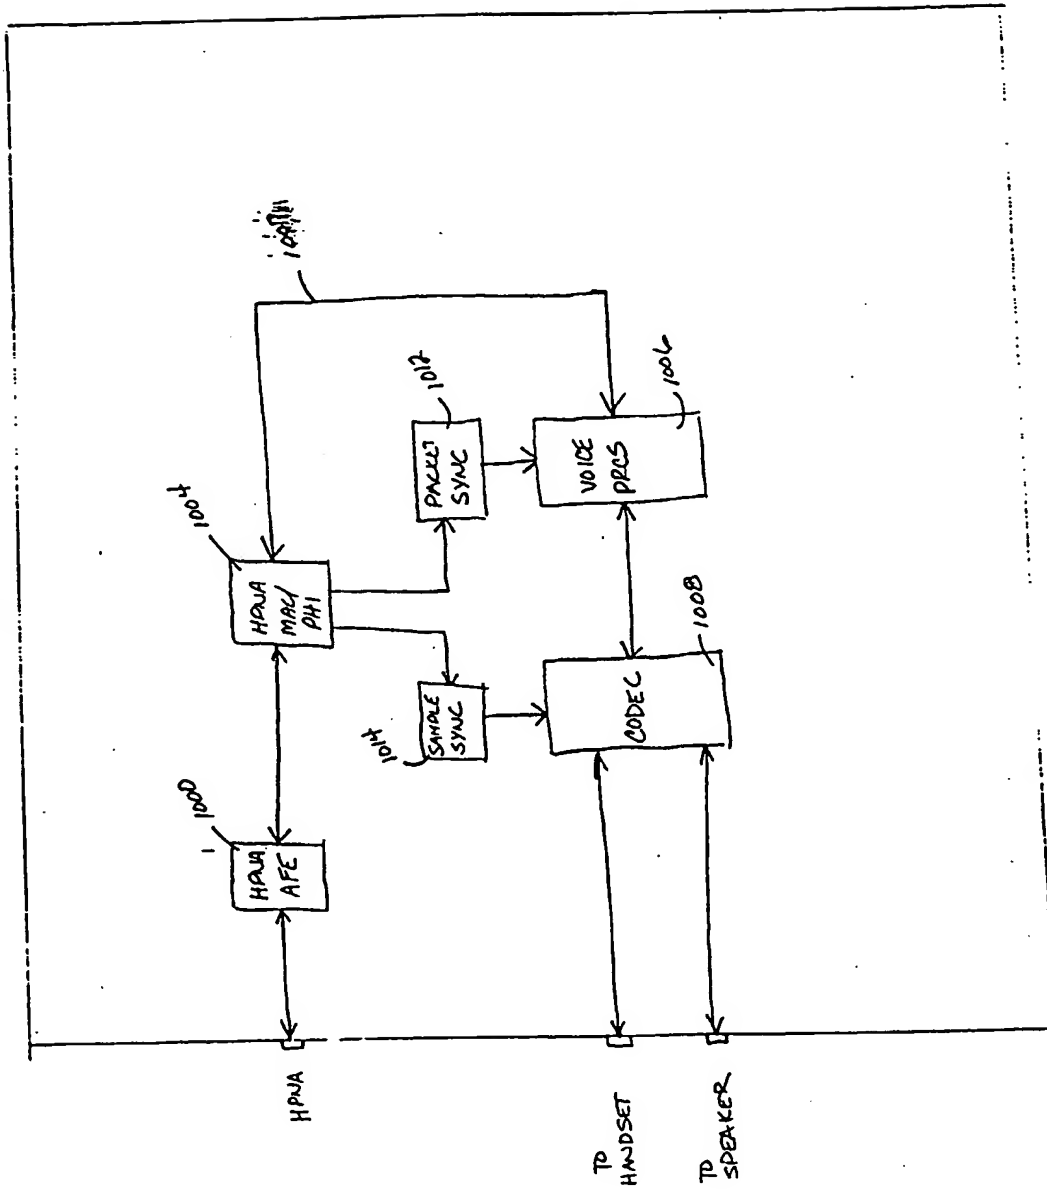 HPNA
HPNA
AFE
1000
HPNA
MAC/
PHI
1004
SAMPLE
SYNC
1014
PACKET
SYNC
1012
CODEC
1008
VOICE
PRCS
1006
TO
HANDSET
TO
SPEAKER